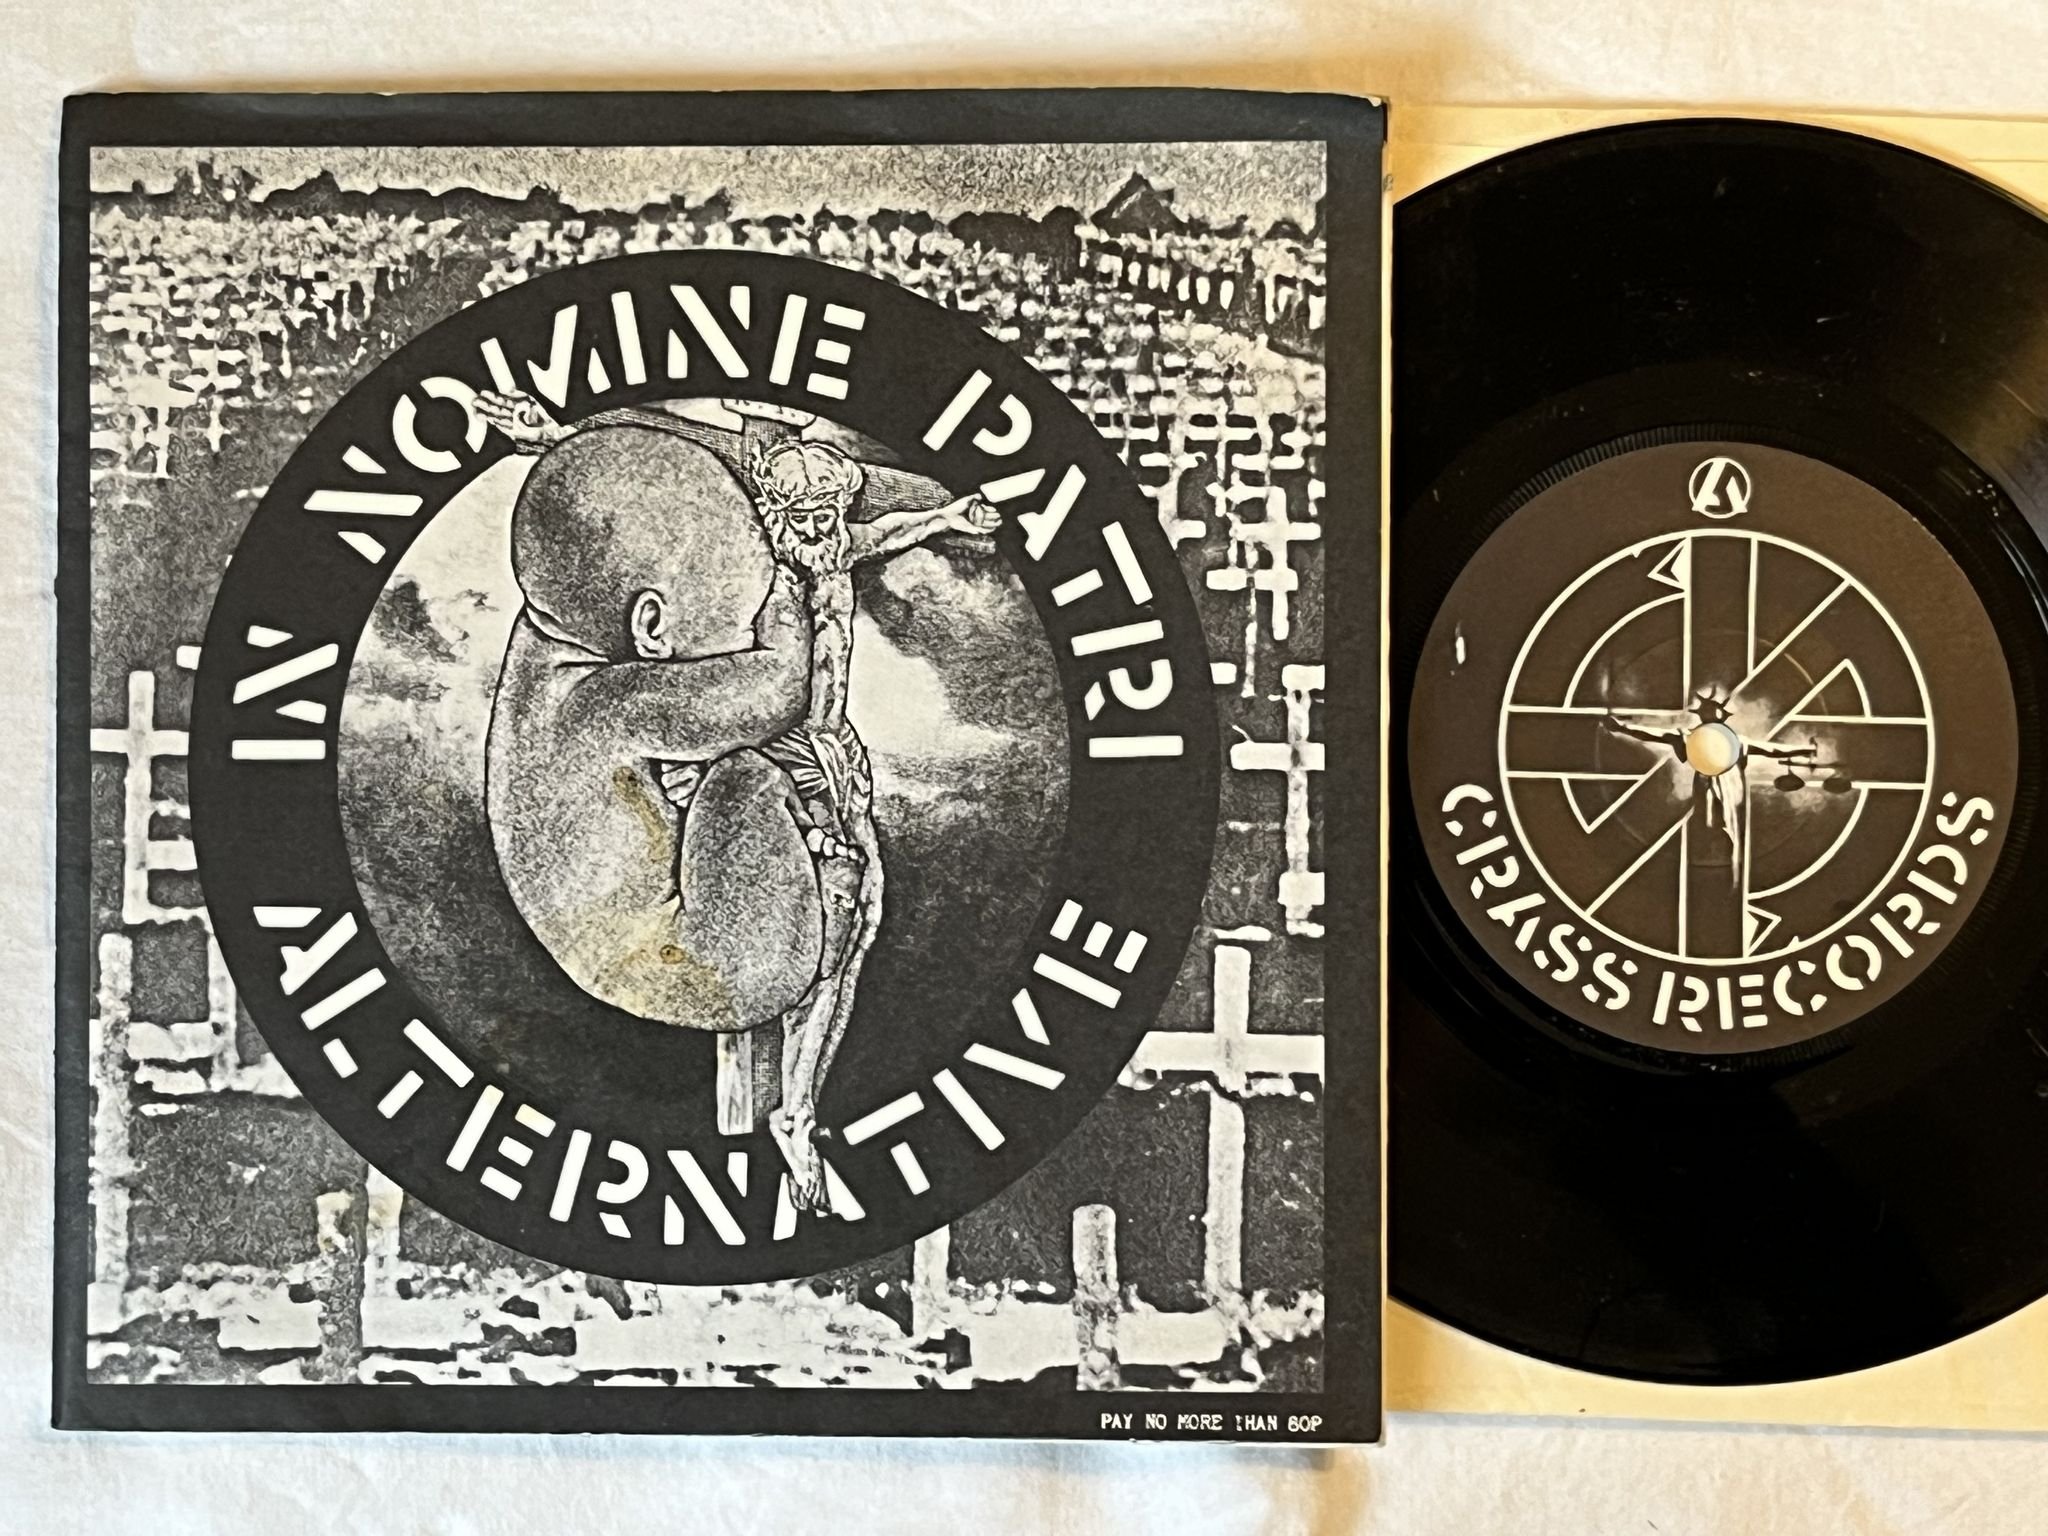 IN NOMINE PATRI
ALTERNATIVE
PAY NO MORE THAN 80P
CRASS RECORDS